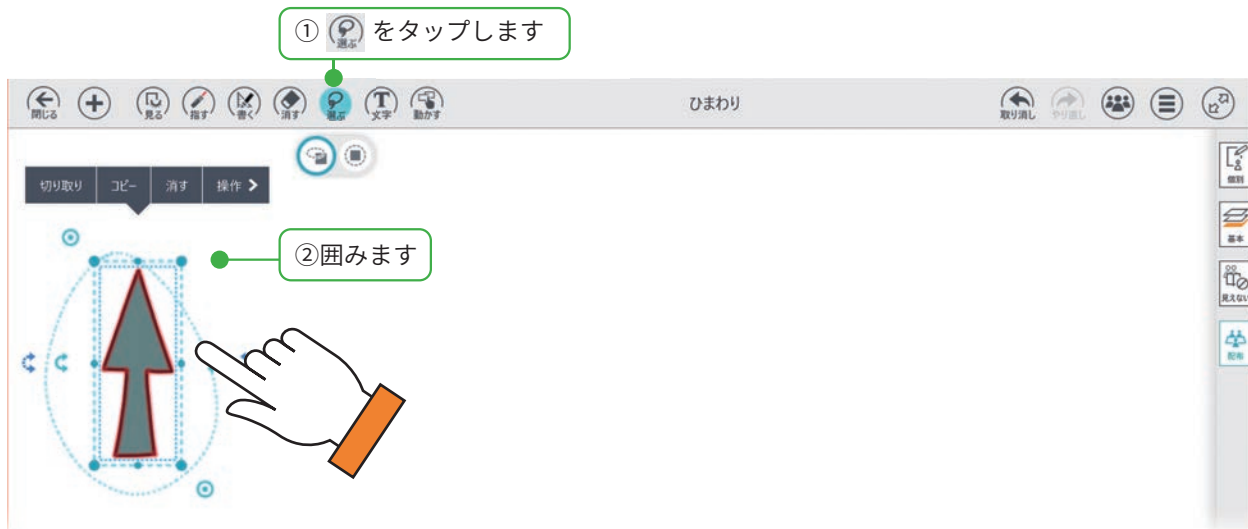 ① 選ぶ をタップします
閉じる 見る 指す 書く 消す 選ぶ T 文字 動かす ひまわり 取り消し やり直し
個別
切り取り コピー 消す 操作
基本
②囲みます
見えない
配布